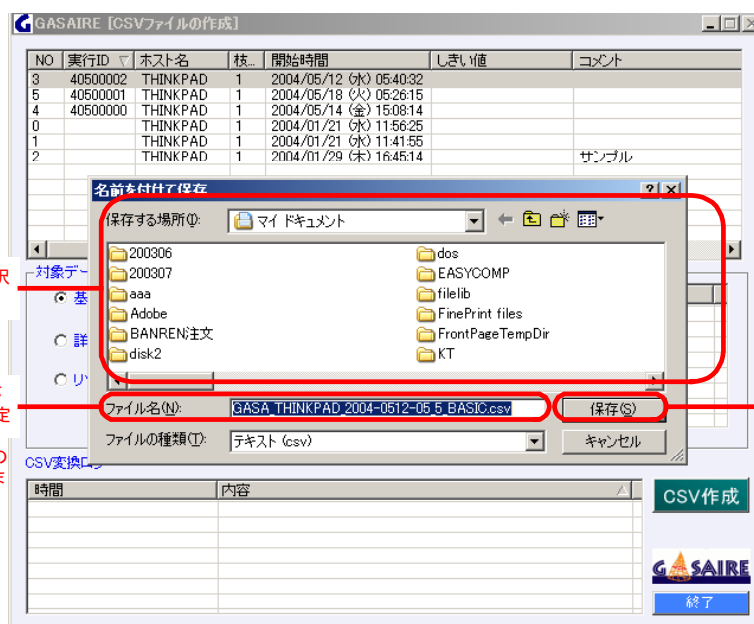 GASAIRE [CSVファイルの作成]
NO 実行ID ホスト名 枝... 開始時間 しきい値 コメント
3 40500002 THINKPAD 1 2004/05/12 (水) 05:40:32
5 40500001 THINKPAD 1 2004/05/18 (火) 05:26:15
4 40500000 THINKPAD 1 2004/05/14 (金) 15:08:14
0 THINKPAD 1 2004/01/21 (水) 11:56:25
1 THINKPAD 1 2004/01/21 (水) 11:41:55
2 THINKPAD 1 2004/01/29 (木) 16:45:14 サンプル
名前を付けて保存
保存する場所(I): マイ ドキュメント
200306 dos
200307 EASYCOMP
aaa filelib
Adobe FinePrint files
BANREN注文 FrontPageTempDir
disk2 KT
対象デー
択
基
詳
リ
定
ファイル名(N): GASA_THINKPAD_2004-0512-05_5_BASIC.csv 保存(S)
ファイルの種類(T): テキスト (csv) キャンセル
の
CSV変換ログ
時間 内容
CSV作成
GASAIRE
終了